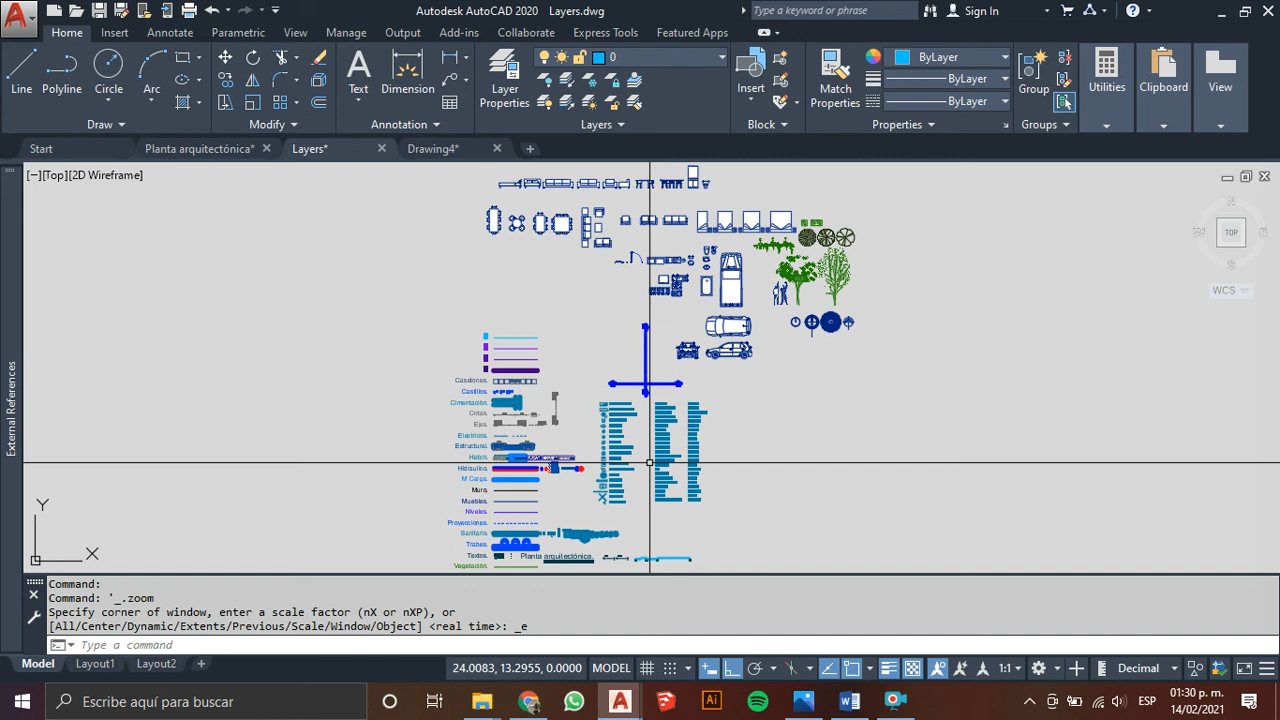 Autodesk AutoCAD 2020 Layers.dwg
Type a keyword or phrase
Sign In
Home Insert Annotate Parametric View Manage Output Add-ins Collaborate Express Tools Featured Apps
Line Polyline Circle Arc
Text Dimension
Layer
Properties
0
Insert
Match
Properties
ByLayer
ByLayer
ByLayer
Group
Utilities
Clipboard
View
Draw Modify Annotation Layers Block Properties Groups
Start Planta arquitectónica* Layers* Drawing4*
[−][Top][2D Wireframe]
N
W TOP E
S
WCS
External References
Casetones.
Castillos.
Cimentación.
Cotas.
Ejes.
Electricos.
Estructural.
Hatch.
Hidráulico.
M Carga.
Muro.
Muebles.
Niveles.
Proyecciones.
Sanitario.
Trabes.
Textos. Planta arquitectónica.
Vegetación.
Y
X
Command:
Command: '_.zoom
Specify corner of window, enter a scale factor (nX or nXP), or
[All/Center/Dynamic/Extents/Previous/Scale/Window/Object] <real time>: _e
Type a command
Model Layout1 Layout2
24.0083, 13.2955, 0.0000 MODEL
1:1
Decimal
Escribe aquí para buscar
ESP
01:30 p. m.
14/02/2021